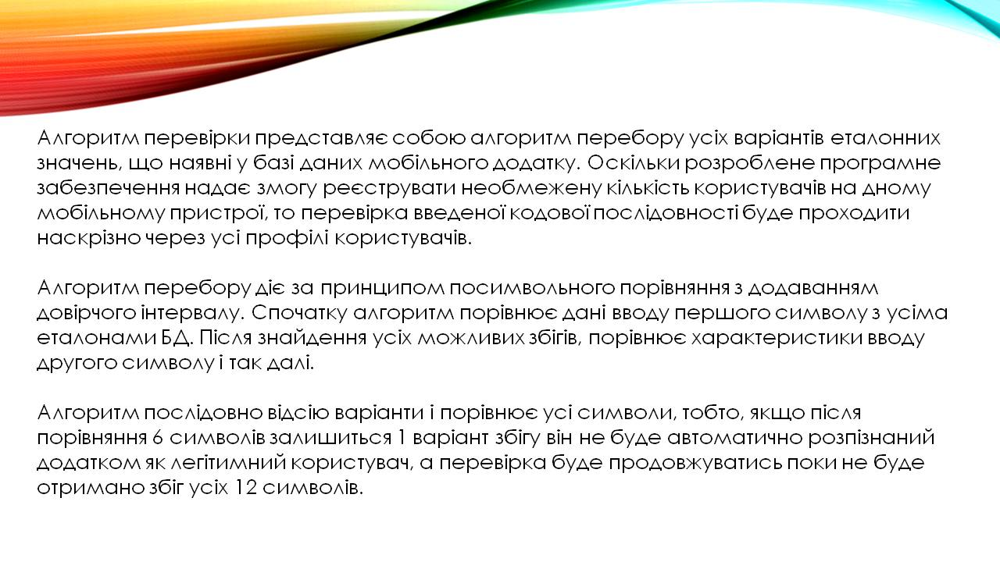 Алгоритм перевірки представляє собою алгоритм перебору усіх варіантів еталонних
значень, що наявні у базі даних мобільного додатку. Оскільки розроблене програмне
забезпечення надає змогу реєструвати необмежену кількість користувачів на дному
мобільному пристрої, то перевірка введеної кодової послідовності буде проходити
наскрізно через усі профілі користувачів.
Алгоритм перебору діє за принципом посимвольного порівняння з додаванням
довірчого інтервалу. Спочатку алгоритм порівнює дані вводу першого символу з усіма
еталонами БД. Після знайдення усіх можливих збігів, порівнює характеристики вводу
другого символу і так далі.
Алгоритм послідовно відсію варіанти і порівнює усі символи, тобто, якщо після
порівняння 6 символів залишиться 1 варіант збігу він не буде автоматично розпізнаний
додатком як легітимний користувач, а перевірка буде продовжуватись поки не буде
отримано збіг усіх 12 символів.